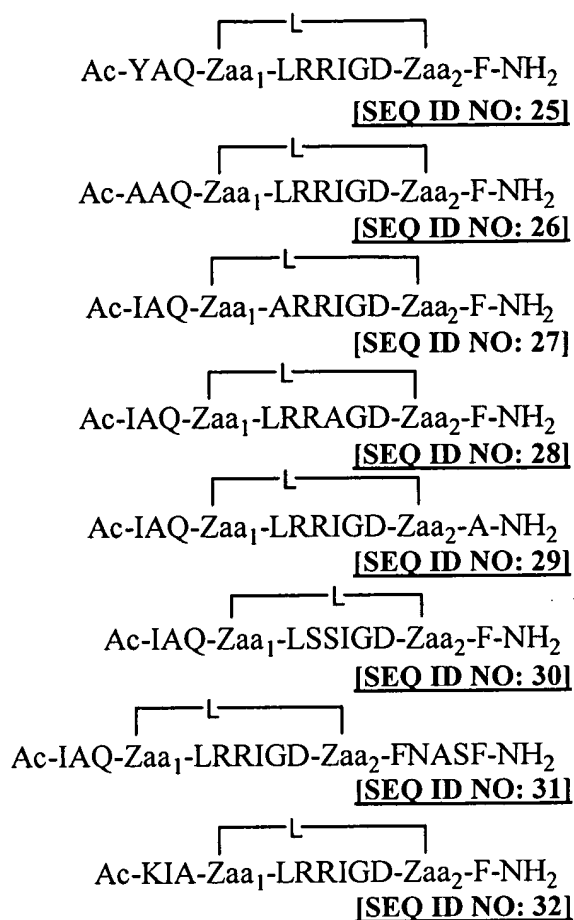 L
Ac-YAQ-Zaa₁-LRRIGD-Zaa₂-F-NH₂
[SEQ ID NO: 25]
L
Ac-AAQ-Zaa₁-LRRIGD-Zaa₂-F-NH₂
[SEQ ID NO: 26]
L
Ac-IAQ-Zaa₁-ARRIGD-Zaa₂-F-NH₂
[SEQ ID NO: 27]
L
Ac-IAQ-Zaa₁-LRRAGD-Zaa₂-F-NH₂
[SEQ ID NO: 28]
L
Ac-IAQ-Zaa₁-LRRIGD-Zaa₂-A-NH₂
[SEQ ID NO: 29]
L
Ac-IAQ-Zaa₁-LSSIGD-Zaa₂-F-NH₂
[SEQ ID NO: 30]
L
Ac-IAQ-Zaa₁-LRRIGD-Zaa₂-FNASF-NH₂
[SEQ ID NO: 31]
L
Ac-KIA-Zaa₁-LRRIGD-Zaa₂-F-NH₂
[SEQ ID NO: 32]